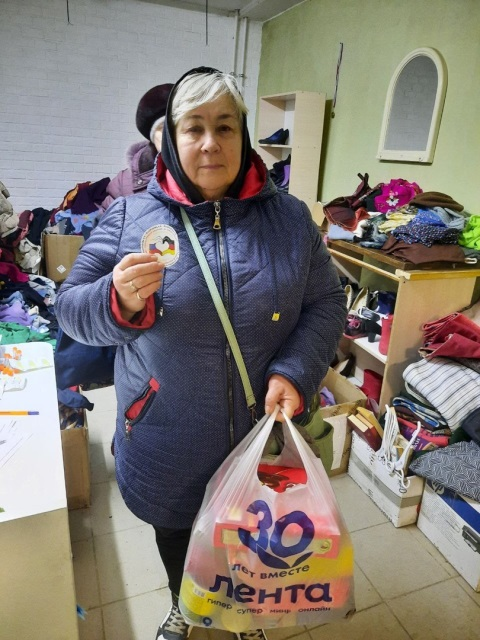 30
лет вместе
лента
гипер супер мини онлайн